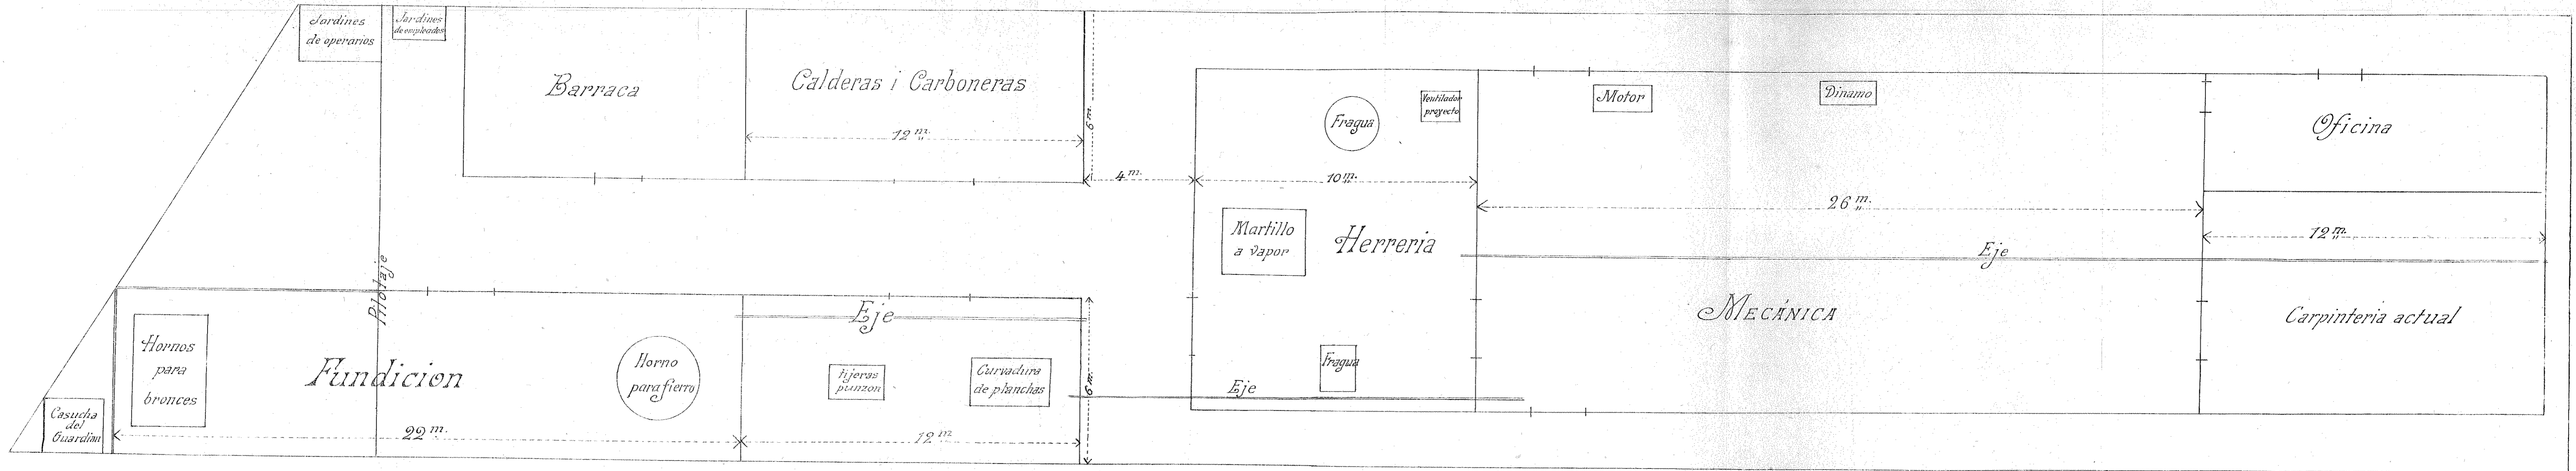 Jardines
de operarios
Jardines
de empleados
Barraca
Calderas i Carboneras
12 m.
6 m.
4 m.
Pilotaje
Hornos
para
bronces
Fundicion
Horno
para fierro
Eje
tijeras
punzon
Curvadura
de planchas
Casucha
del
Guardian
22 m.
12 m
6 m.
Fragua
Ventilador
proyecto
10 m.
Martillo
a vapor
Herreria
Fragua
Eje
Motor
Dinamo
26 m.
Eje
MECÁNICA
Oficina
12 m.
Carpinteria actual